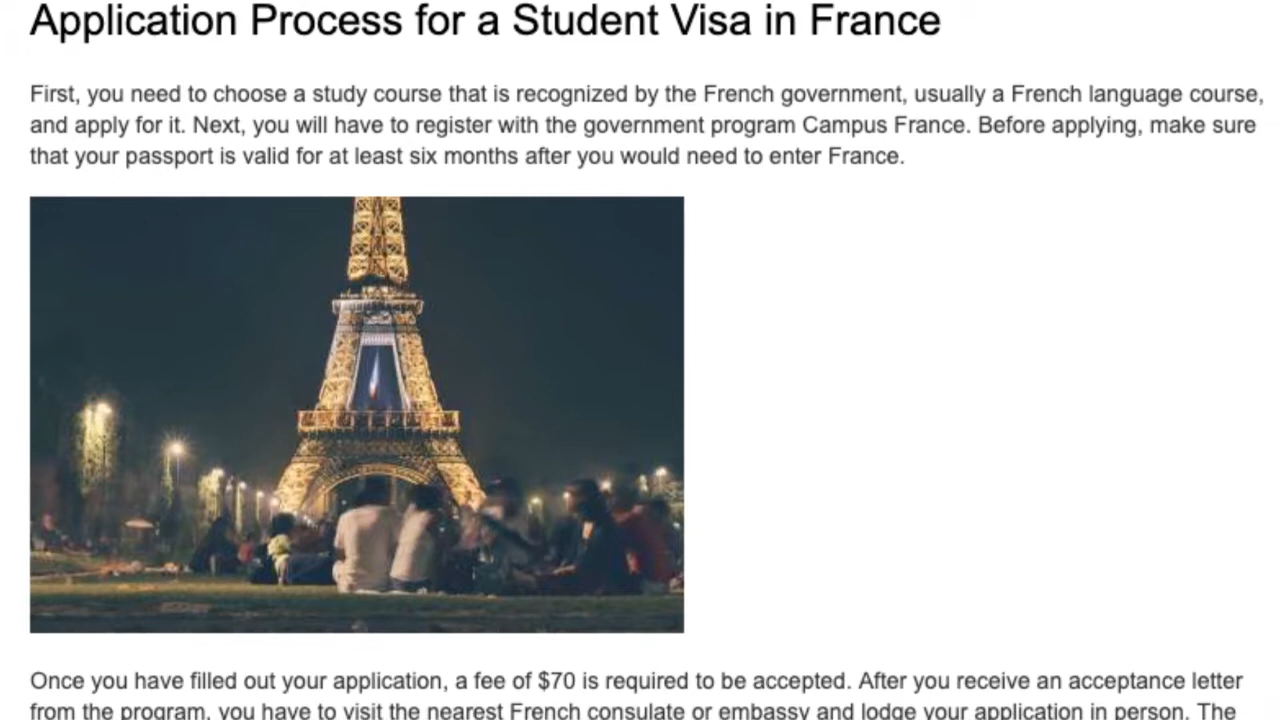 Application Process for a Student Visa in France
First, you need to choose a study course that is recognized by the French government, usually a French language course,
and apply for it. Next, you will have to register with the government program Campus France. Before applying, make sure
that your passport is valid for at least six months after you would need to enter France.
Once you have filled out your application, a fee of $70 is required to be accepted. After you receive an acceptance letter
from the program, you have to visit the nearest French consulate or embassy and lodge your application in person. The